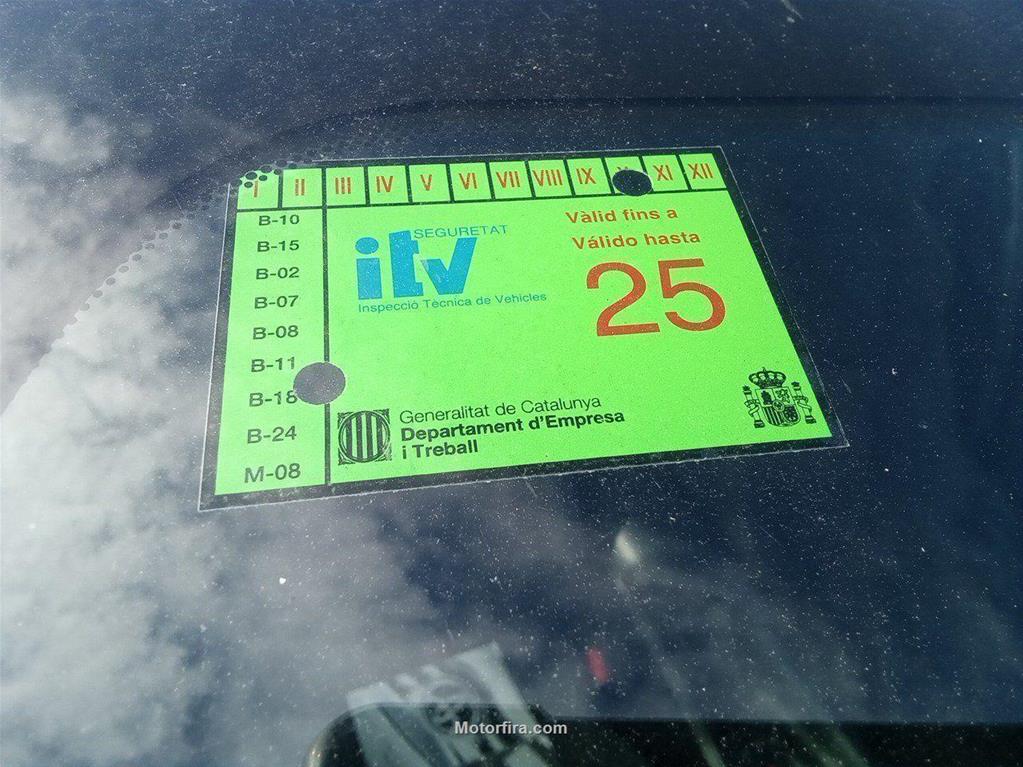 I II III IV V VI VII VIII IX XI XII
B-10
B-15
B-02
B-07
B-08
B-11
B-18
B-24
M-08
SEGURETAT
itv
Inspecció Tècnica de Vehicles
Vàlid fins a
Válido hasta
25
Generalitat de Catalunya
Departament d'Empresa
i Treball
Motorfira.com